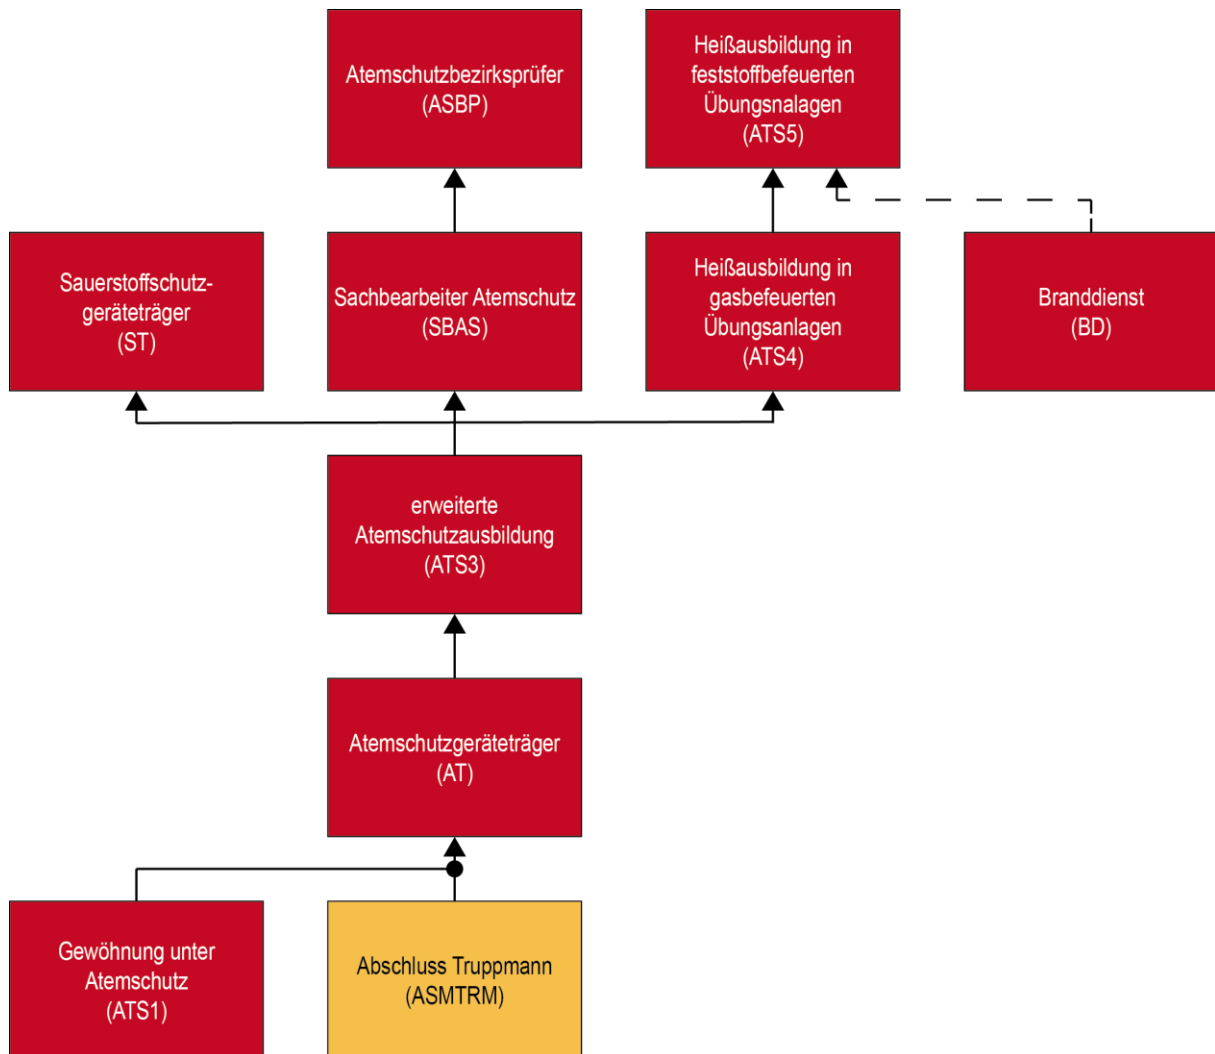 Atemschutzbezirksprüfer
(ASBP)
Heißausbildung in
feststoffbefeuerten
Übungsnalagen
(ATS5)
Sauerstoffschutz-
geräteträger
(ST)
Sachbearbeiter Atemschutz
(SBAS)
Heißausbildung in
gasbefeuerten
Übungsanlagen
(ATS4)
Branddienst
(BD)
erweiterte
Atemschutzausbildung
(ATS3)
Atemschutzgeräteträger
(AT)
Gewöhnung unter
Atemschutz
(ATS1)
Abschluss Truppmann
(ASMTRM)